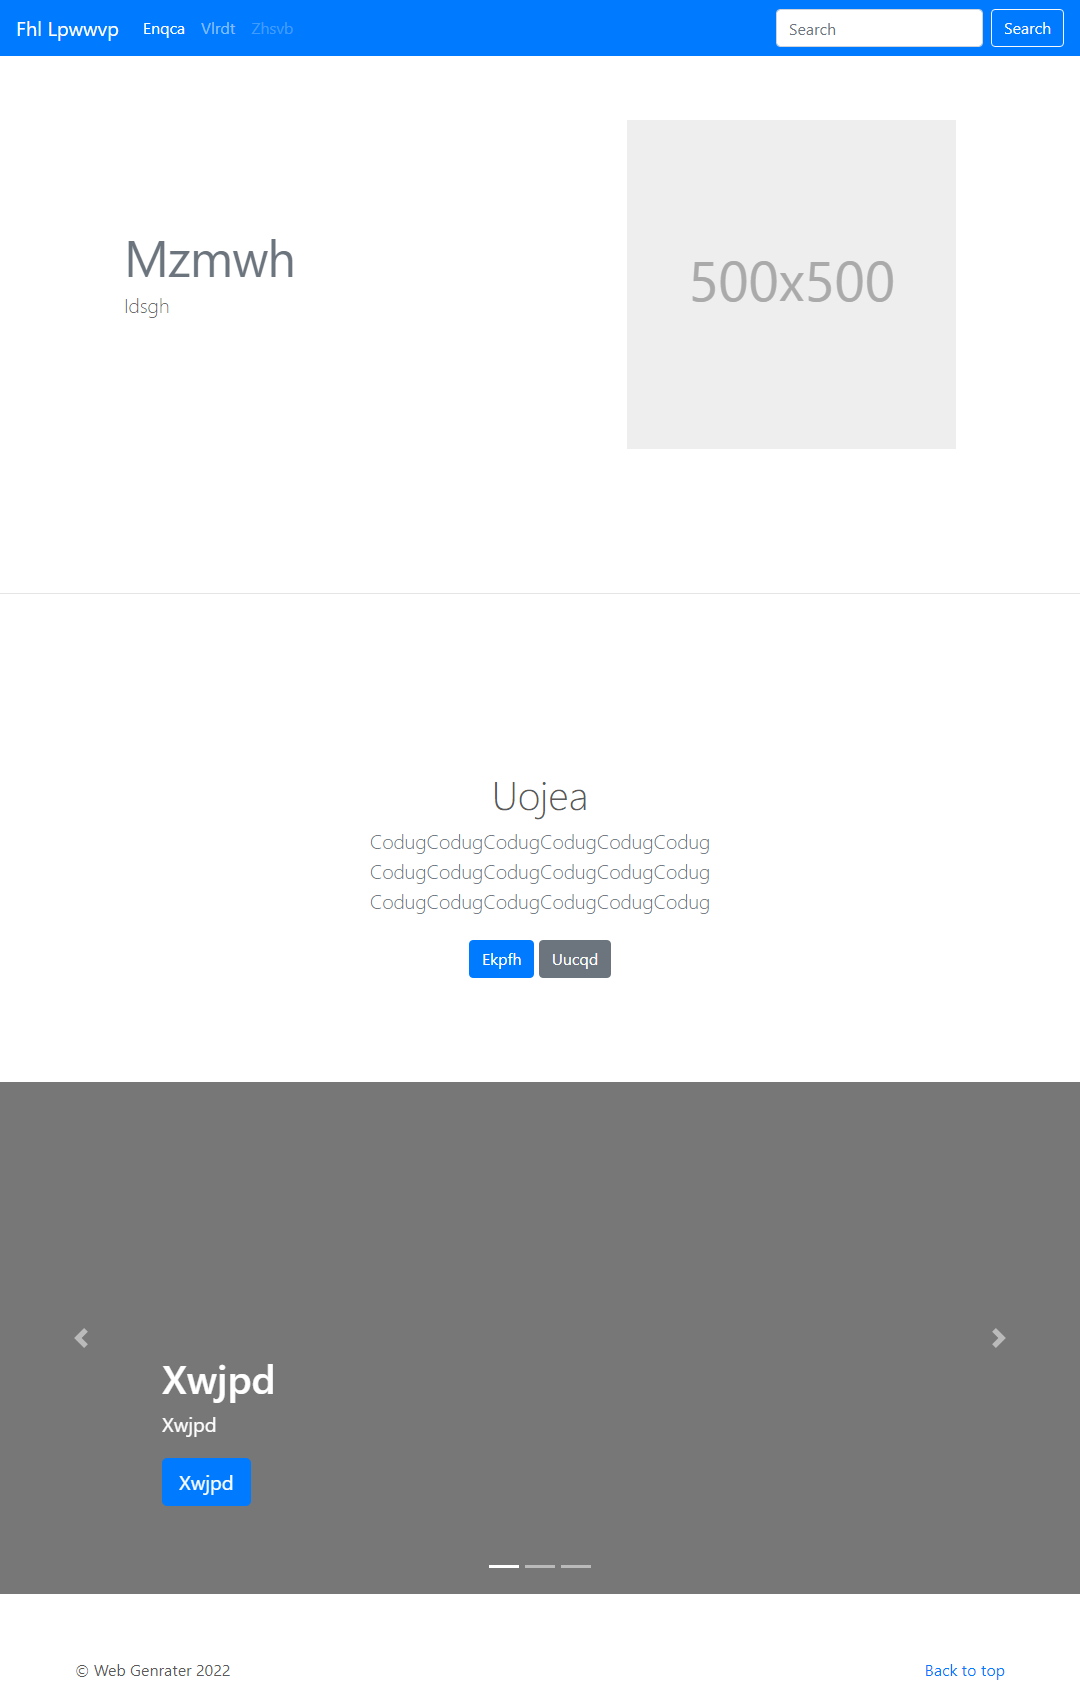 Fhl Lpwwvp Enqca Vlrdt Zhsvb Search Search
Mzmwh
Idsgh
500x500
Uojea
CodugCodugCodugCodugCodugCodug
CodugCodugCodugCodugCodugCodug
CodugCodugCodugCodugCodugCodug
Ekpfh Uucqd
Xwjpd
Xwjpd
Xwjpd
© Web Genrater 2022 Back to top